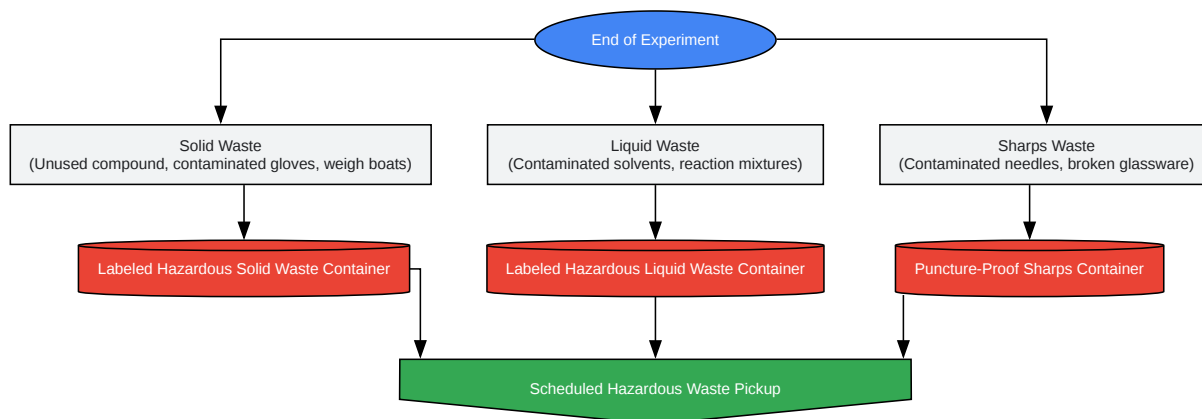 End of Experiment
Solid Waste
(Unused compound, contaminated gloves, weigh boats)
Liquid Waste
(Contaminated solvents, reaction mixtures)
Sharps Waste
(Contaminated needles, broken glassware)
Labeled Hazardous Solid Waste Container
Labeled Hazardous Liquid Waste Container
Puncture-Proof Sharps Container
Scheduled Hazardous Waste Pickup